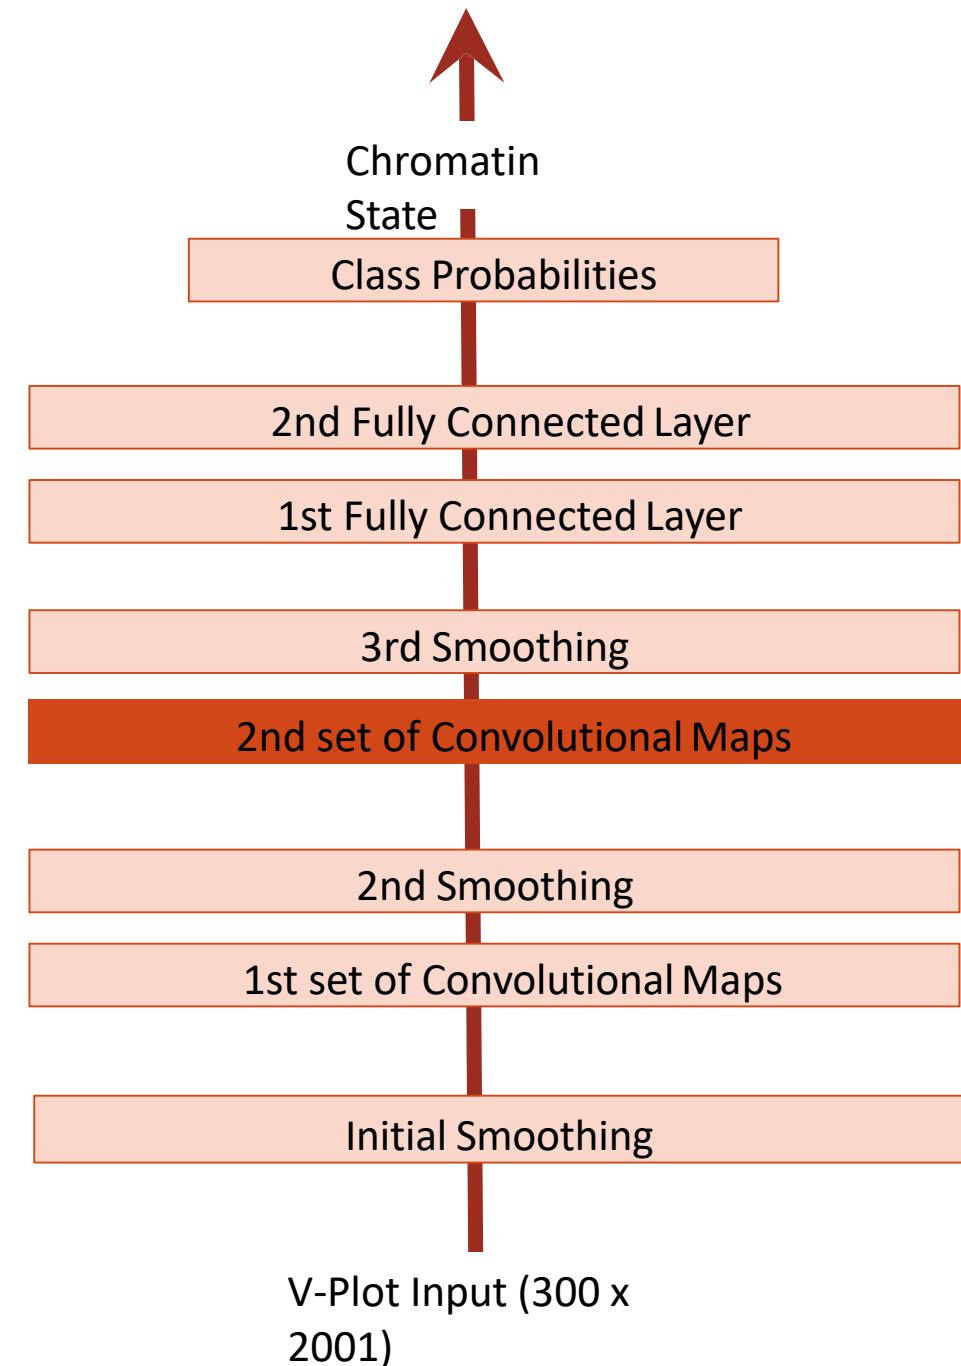 Chromatin
State
Class Probabilities
2nd Fully Connected Layer
1st Fully Connected Layer
3rd Smoothing
2nd set of Convolutional Maps
2nd Smoothing
1st set of Convolutional Maps
Initial Smoothing
V-Plot Input (300 x
2001)